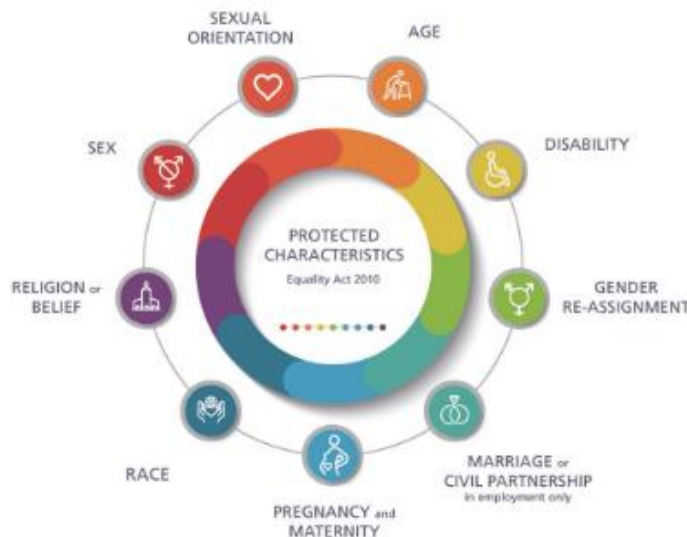 PROTECTED
CHARACTERISTICS
Equality Act 2010
SEXUAL
ORIENTATION
AGE
DISABILITY
GENDER
RE-ASSIGNMENT
MARRIAGE or
CIVIL PARTNERSHIP
in employment only
PREGNANCY and
MATERNITY
RACE
RELIGION or
BELIEF
SEX